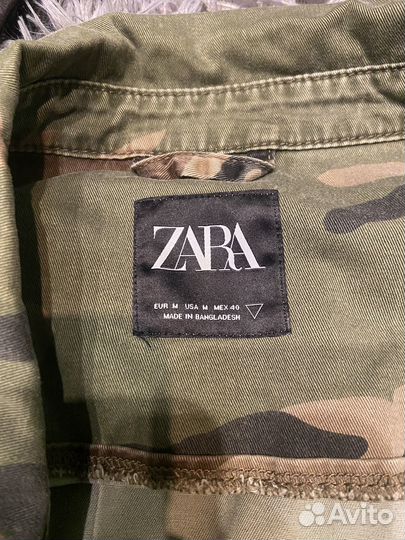 ZARA
EUR M USA M MEX 40
MADE IN BANGLADESH
Avito